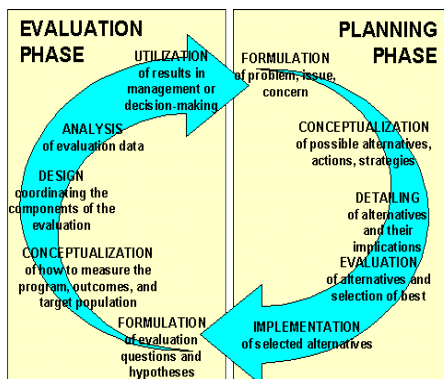 EVALUATION
PHASE
UTILIZATION
of results in
management or
decision-making
ANALYSIS
of evaluation data
DESIGN
coordinating the
components of the
evaluation
CONCEPTUALIZATION
of how to measure the
program, outcomes, and
target population
FORMULATION
of evaluation
questions and
hypotheses
PLANNING
PHASE
FORMULATION
of problem, issue,
concern
CONCEPTUALIZATION
of possible alternatives,
actions, strategies
DETAILING
of alternatives
and their
implications
EVALUATION
of alternatives and
selection of best
IMPLEMENTATION
of selected alternatives